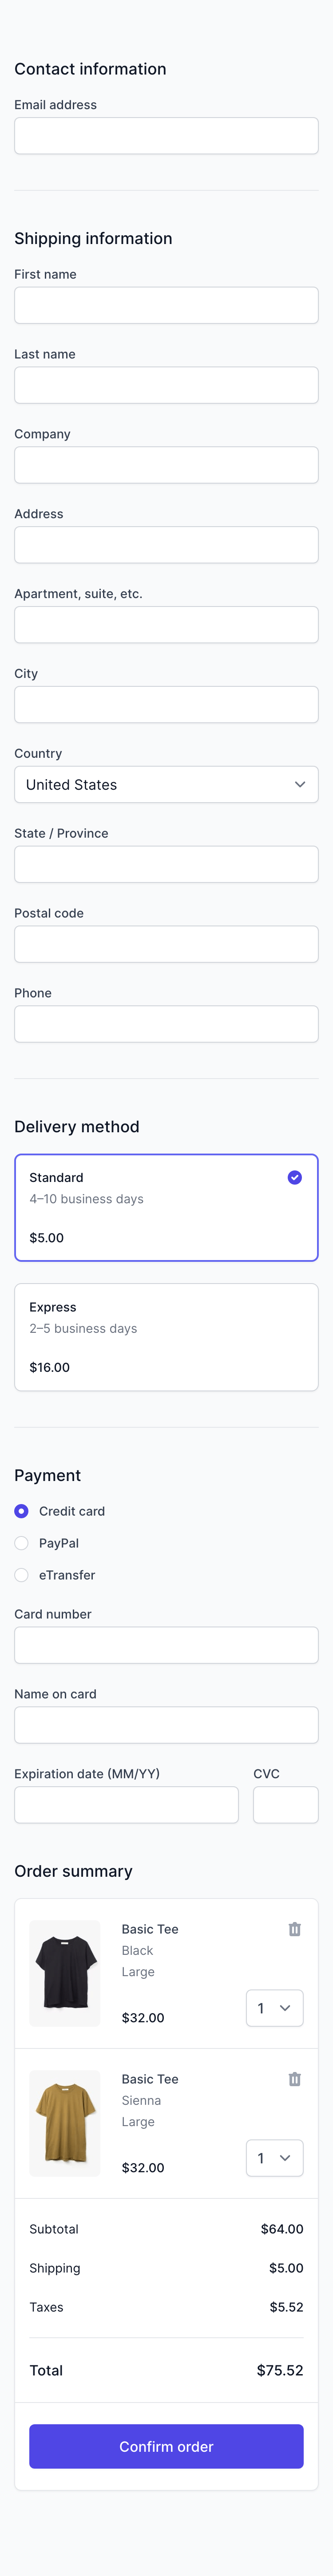 Contact information
Email address
Shipping information
First name
Last name
Company
Address
Apartment, suite, etc.
City
Country
United States
State / Province
Postal code
Phone
Delivery method
Standard
4–10 business days
$5.00
Express
2–5 business days
$16.00
Payment
Credit card
PayPal
eTransfer
Card number
Name on card
Expiration date (MM/YY) CVC
Order summary
Basic Tee
Black
Large
$32.00 1
Basic Tee
Sienna
Large
$32.00 1
Subtotal $64.00
Shipping $5.00
Taxes $5.52
Total $75.52
Confirm order